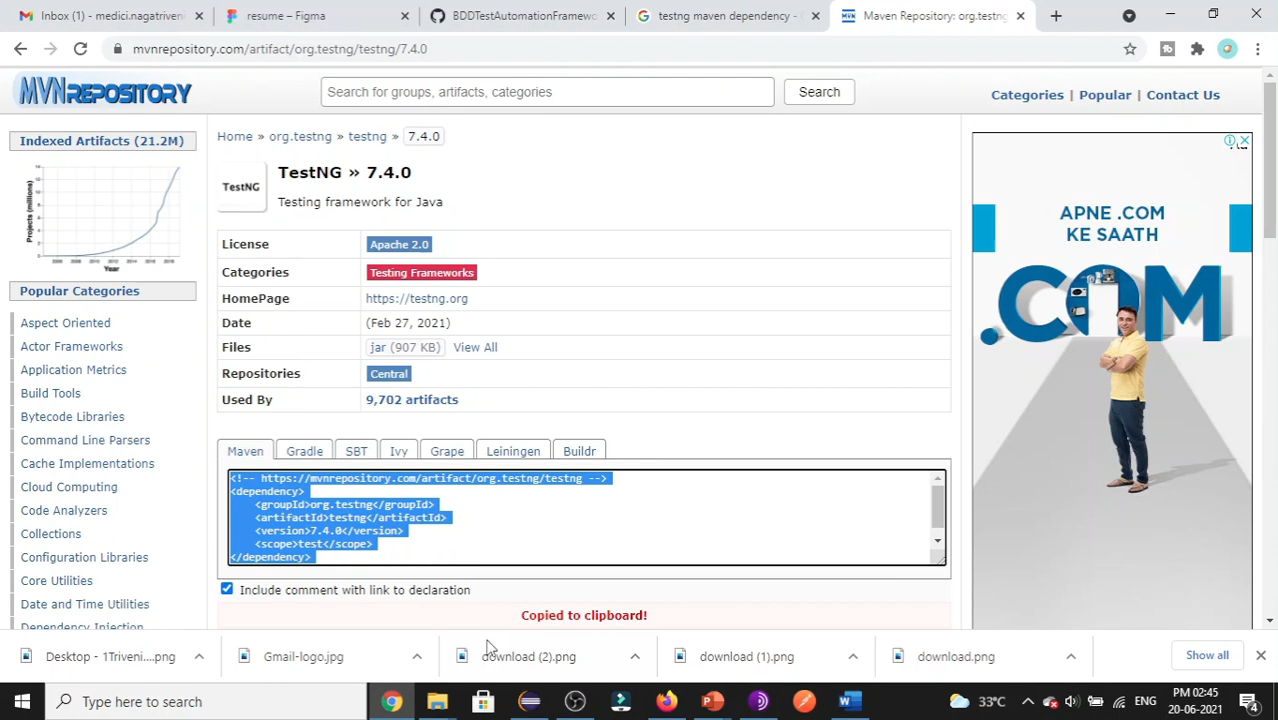 Inbox (1) – medici.nagatriveni
resume – Figma
BDDTestAutomationFramewo
testng maven dependency -
Maven Repository: org.testng
mvnrepository.com/artifact/org.testng/testng/7.4.0
MVNREPOSITORY
Search for groups, artifacts, categories
Search
Categories | Popular | Contact Us
Indexed Artifacts (21.2M)
Projects (millions)
Year
Popular Categories
Aspect Oriented
Actor Frameworks
Application Metrics
Build Tools
Bytecode Libraries
Command Line Parsers
Cache Implementations
Cloud Computing
Code Analyzers
Collections
Configuration Libraries
Core Utilities
Date and Time Utilities
Dependency Injection
Home » org.testng » testng » 7.4.0
TestNG
TestNG » 7.4.0
Testing framework for Java
License Apache 2.0
Categories Testing Frameworks
HomePage https://testng.org
Date (Feb 27, 2021)
Files jar (907 KB) View All
Repositories Central
Used By 9,702 artifacts
Maven Gradle SBT Ivy Grape Leiningen Buildr
<!-- https://mvnrepository.com/artifact/org.testng/testng -->
<dependency>
<groupId>org.testng</groupId>
<artifactId>testng</artifactId>
<version>7.4.0</version>
<scope>test</scope>
</dependency>
Include comment with link to declaration
Copied to clipboard!
APNE .COM
KE SAATH
.COM
Desktop - 1Triveni....png
Gmail-logo.jpg
download (2).png
download (1).png
download.png
Show all
Type here to search
33°C
ENG
PM 02:45
20-06-2021
4